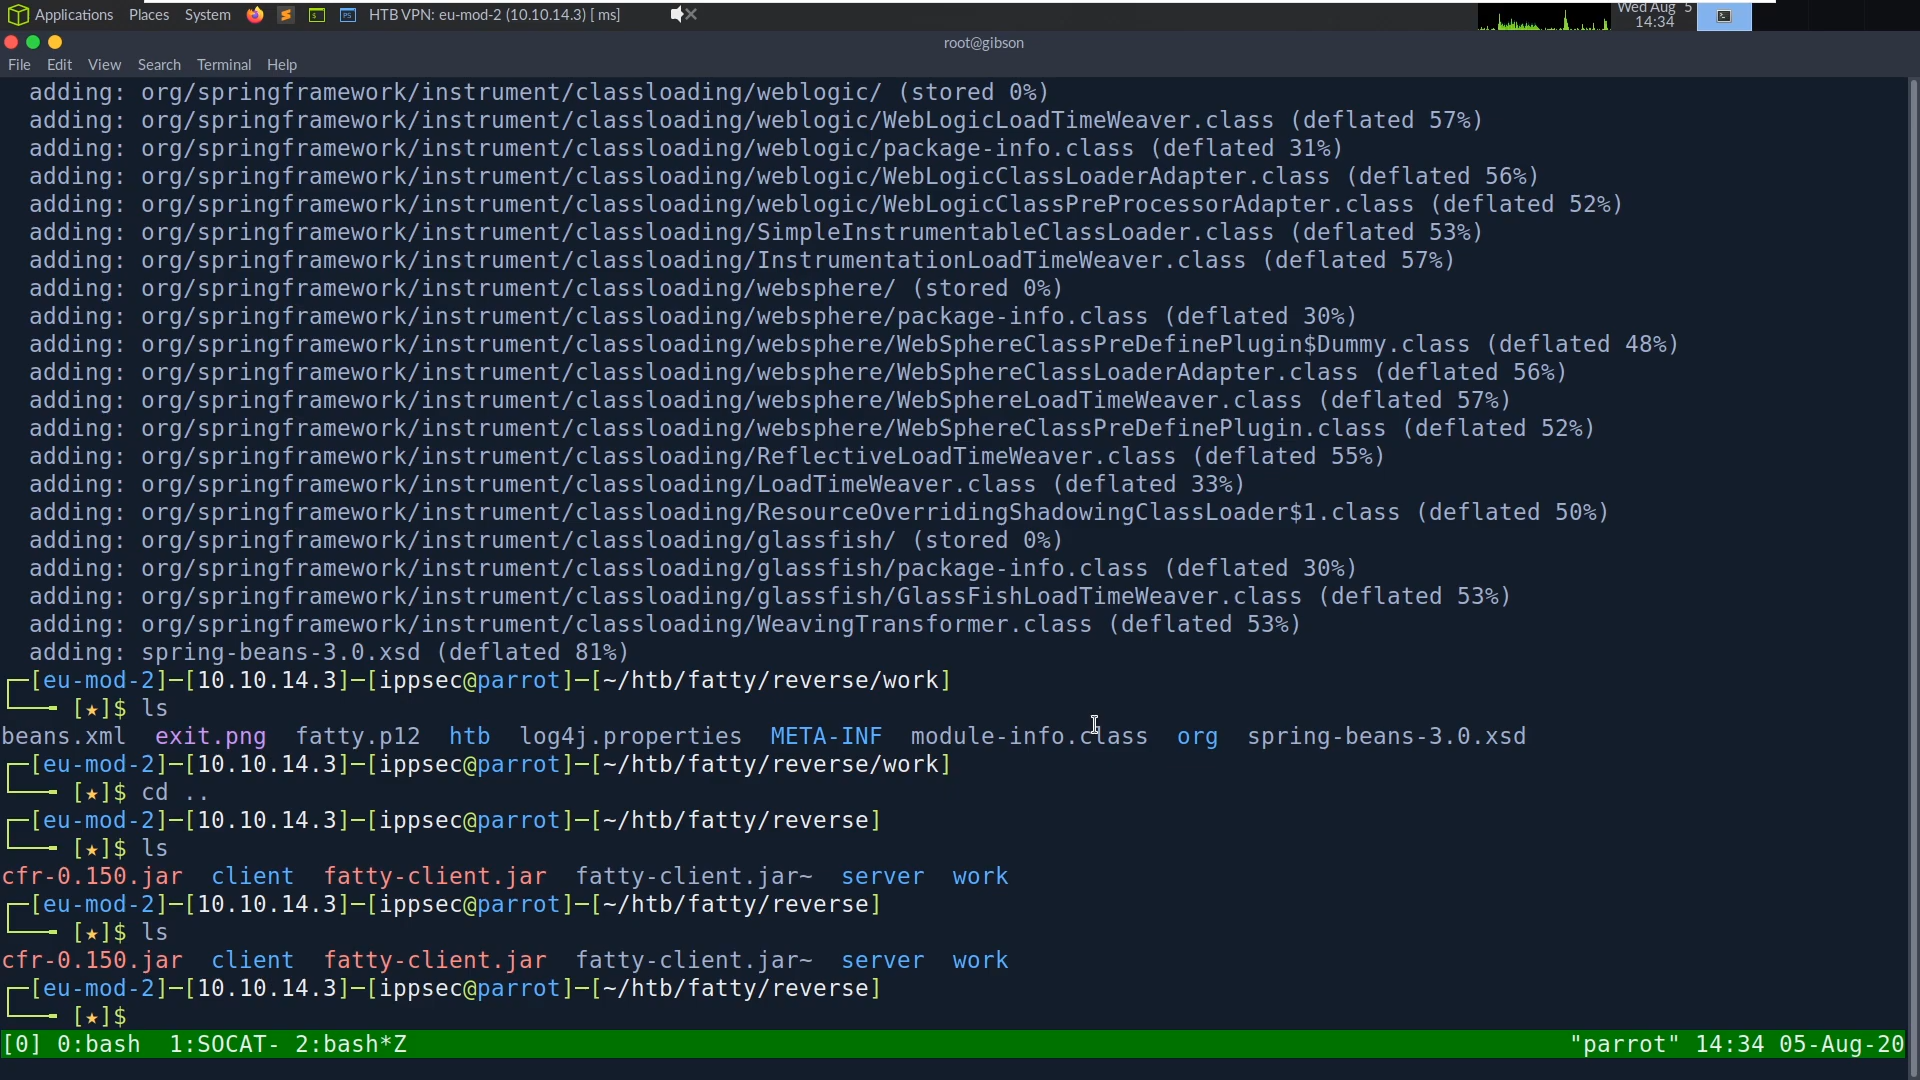 Applications Places System HTB VPN: eu-mod-2 (10.10.14.3) [ ms] Wed Aug 5
14:34
root@gibson
File Edit View Search Terminal Help
adding: org/springframework/instrument/classloading/weblogic/ (stored 0%)
adding: org/springframework/instrument/classloading/weblogic/WebLogicLoadTimeWeaver.class (deflated 57%)
adding: org/springframework/instrument/classloading/weblogic/package-info.class (deflated 31%)
adding: org/springframework/instrument/classloading/weblogic/WebLogicClassLoaderAdapter.class (deflated 56%)
adding: org/springframework/instrument/classloading/weblogic/WebLogicClassPreProcessorAdapter.class (deflated 52%)
adding: org/springframework/instrument/classloading/SimpleInstrumentableClassLoader.class (deflated 53%)
adding: org/springframework/instrument/classloading/InstrumentationLoadTimeWeaver.class (deflated 57%)
adding: org/springframework/instrument/classloading/websphere/ (stored 0%)
adding: org/springframework/instrument/classloading/websphere/package-info.class (deflated 30%)
adding: org/springframework/instrument/classloading/websphere/WebSphereClassPreDefinePlugin$Dummy.class (deflated 48%)
adding: org/springframework/instrument/classloading/websphere/WebSphereClassLoaderAdapter.class (deflated 56%)
adding: org/springframework/instrument/classloading/websphere/WebSphereLoadTimeWeaver.class (deflated 57%)
adding: org/springframework/instrument/classloading/websphere/WebSphereClassPreDefinePlugin.class (deflated 52%)
adding: org/springframework/instrument/classloading/ReflectiveLoadTimeWeaver.class (deflated 55%)
adding: org/springframework/instrument/classloading/LoadTimeWeaver.class (deflated 33%)
adding: org/springframework/instrument/classloading/ResourceOverridingShadowingClassLoader$1.class (deflated 50%)
adding: org/springframework/instrument/classloading/glassfish/ (stored 0%)
adding: org/springframework/instrument/classloading/glassfish/package-info.class (deflated 30%)
adding: org/springframework/instrument/classloading/glassfish/GlassFishLoadTimeWeaver.class (deflated 53%)
adding: org/springframework/instrument/classloading/WeavingTransformer.class (deflated 53%)
adding: spring-beans-3.0.xsd (deflated 81%)
┌─[eu-mod-2]─[10.10.14.3]─[ippsec@parrot]─[~/htb/fatty/reverse/work]
└──╼ [★]$ ls
beans.xml exit.png fatty.p12 htb log4j.properties META-INF module-info.class org spring-beans-3.0.xsd
┌─[eu-mod-2]─[10.10.14.3]─[ippsec@parrot]─[~/htb/fatty/reverse/work]
└──╼ [★]$ cd ..
┌─[eu-mod-2]─[10.10.14.3]─[ippsec@parrot]─[~/htb/fatty/reverse]
└──╼ [★]$ ls
cfr-0.150.jar client fatty-client.jar fatty-client.jar~ server work
┌─[eu-mod-2]─[10.10.14.3]─[ippsec@parrot]─[~/htb/fatty/reverse]
└──╼ [★]$ ls
cfr-0.150.jar client fatty-client.jar fatty-client.jar~ server work
┌─[eu-mod-2]─[10.10.14.3]─[ippsec@parrot]─[~/htb/fatty/reverse]
└──╼ [★]$
[0] 0:bash 1:SOCAT- 2:bash*Z "parrot" 14:34 05-Aug-20